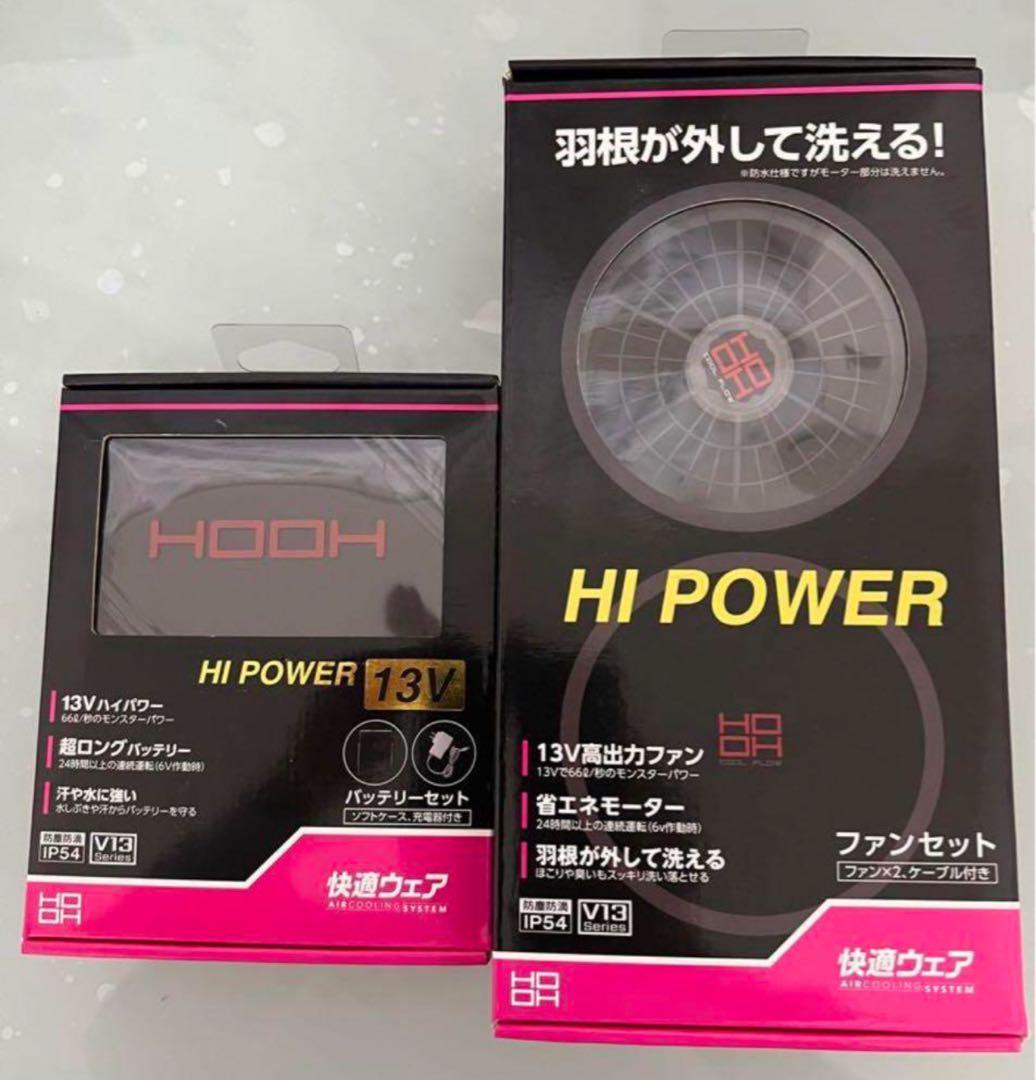 HOOH
HI POWER 13V
13Vハイパワー
66ℓ/秒のモンスターパワー
超ロングバッテリー
24時間以上の連続運転(6V作動時)
汗や水に強い
水しぶきや汗からバッテリーを守る
バッテリーセット
ソフトケース、充電器付き
防塵防滴
IP54
V13
Series
HO
OH
快適ウェア
AIRCOOLINGSYSTEM
羽根が外して洗える!
※防水仕様ですがモーター部分は洗えません。
HO
OH
COOL FLOW
HI POWER
HO
OH
COOL FLOW
13V高出力ファン
13Vで66ℓ/秒のモンスターパワー
省エネモーター
24時間以上の連続運転(6v作動時)
羽根が外して洗える
ほこりや臭いもスッキリ洗い落とせる
ファンセット
ファン×2、ケーブル付き
防塵防滴
IP54
V13
Series
HO
OH
快適ウェア
AIRCOOLINGSYSTEM